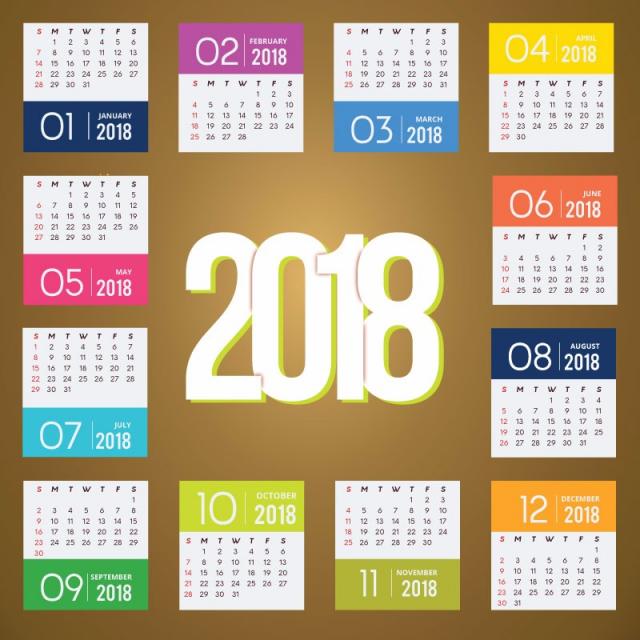 S M T W T F S
1 2 3 4 5 6
7 8 9 10 11 12 13
14 15 16 17 18 19 20
21 22 23 24 25 26 27
28 29 30 31
01 JANUARY
2018
02 FEBRUARY
2018
S M T W T F S
1 2 3
4 5 6 7 8 9 10
11 12 13 14 15 16 17
18 19 20 21 22 23 24
25 26 27 28
S M T W T F S
1 2 3
4 5 6 7 8 9 10
11 12 13 14 15 16 17
18 19 20 21 22 23 24
25 26 27 28 29 30 31
03 MARCH
2018
04 APRIL
2018
S M T W T F S
1 2 3 4 5 6 7
8 9 10 11 12 13 14
15 16 17 18 19 20 21
22 23 24 25 26 27 28
29 30
S M T W T F S
1 2 3 4 5
6 7 8 9 10 11 12
13 14 15 16 17 18 19
20 21 22 23 24 25 26
27 28 29 30 31
05 MAY
2018
2018
06 JUNE
2018
S M T W T F S
1 2
3 4 5 6 7 8 9
10 11 12 13 14 15 16
17 18 19 20 21 22 23
24 25 26 27 28 29 30
S M T W T F S
1 2 3 4 5 6 7
8 9 10 11 12 13 14
15 16 17 18 19 20 21
22 23 24 25 26 27 28
29 30 31
07 JULY
2018
08 AUGUST
2018
S M T W T F S
1 2 3 4
5 6 7 8 9 10 11
12 13 14 15 16 17 18
19 20 21 22 23 24 25
26 27 28 29 30 31
S M T W T F S
1
2 3 4 5 6 7 8
9 10 11 12 13 14 15
16 17 18 19 20 21 22
23 24 25 26 27 28 29
30
09 SEPTEMBER
2018
10 OCTOBER
2018
S M T W T F S
1 2 3 4 5 6
7 8 9 10 11 12 13
14 15 16 17 18 19 20
21 22 23 24 25 26 27
28 29 30 31
S M T W T F S
1 2 3
4 5 6 7 8 9 10
11 12 13 14 15 16 17
18 19 20 21 22 23 24
25 26 27 28 29 30
11 NOVEMBER
2018
12 DECEMBER
2018
S M T W T F S
1
2 3 4 5 6 7 8
9 10 11 12 13 14 15
16 17 18 19 20 21 22
23 24 25 26 27 28 29
30 31